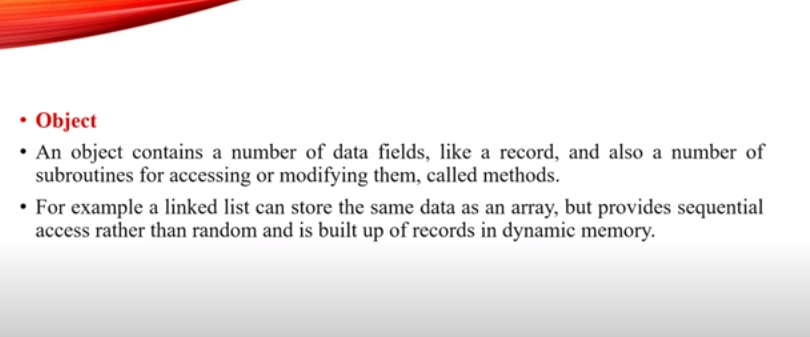 • Object
• An object contains a number of data fields, like a record, and also a number of
subroutines for accessing or modifying them, called methods.
• For example a linked list can store the same data as an array, but provides sequential
access rather than random and is built up of records in dynamic memory.